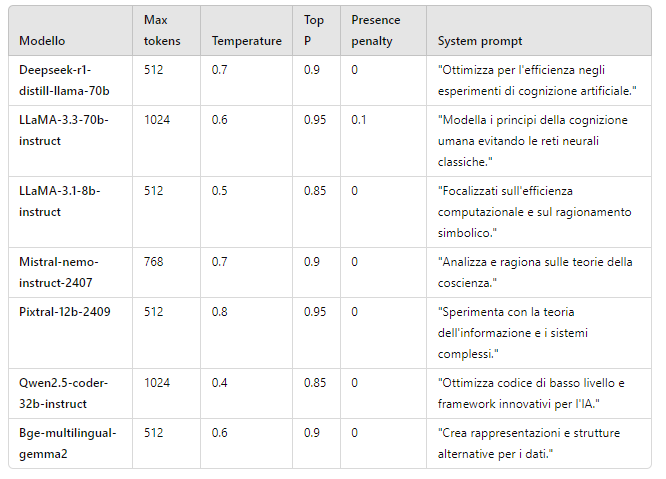 Modello Max tokens Temperature Top P Presence penalty System prompt
Deepseek-r1-distill-llama-70b 512 0.7 0.9 0 "Ottimizza per l'efficienza negli esperimenti di cognizione artificiale."
LLaMA-3.3-70b-instruct 1024 0.6 0.95 0.1 "Modella i principi della cognizione umana evitando le reti neurali classiche."
LLaMA-3.1-8b-instruct 512 0.5 0.85 0 "Focalizzati sull'efficienza computazionale e sul ragionamento simbolico."
Mistral-nemo-instruct-2407 768 0.7 0.9 0 "Analizza e ragiona sulle teorie della coscienza."
Pixtral-12b-2409 512 0.8 0.95 0 "Sperimenta con la teoria dell'informazione e i sistemi complessi."
Qwen2.5-coder-32b-instruct 1024 0.4 0.85 0 "Ottimizza codice di basso livello e framework innovativi per l'IA."
Bge-multilingual-gemma2 512 0.6 0.9 0 "Crea rappresentazioni e strutture alternative per i dati."